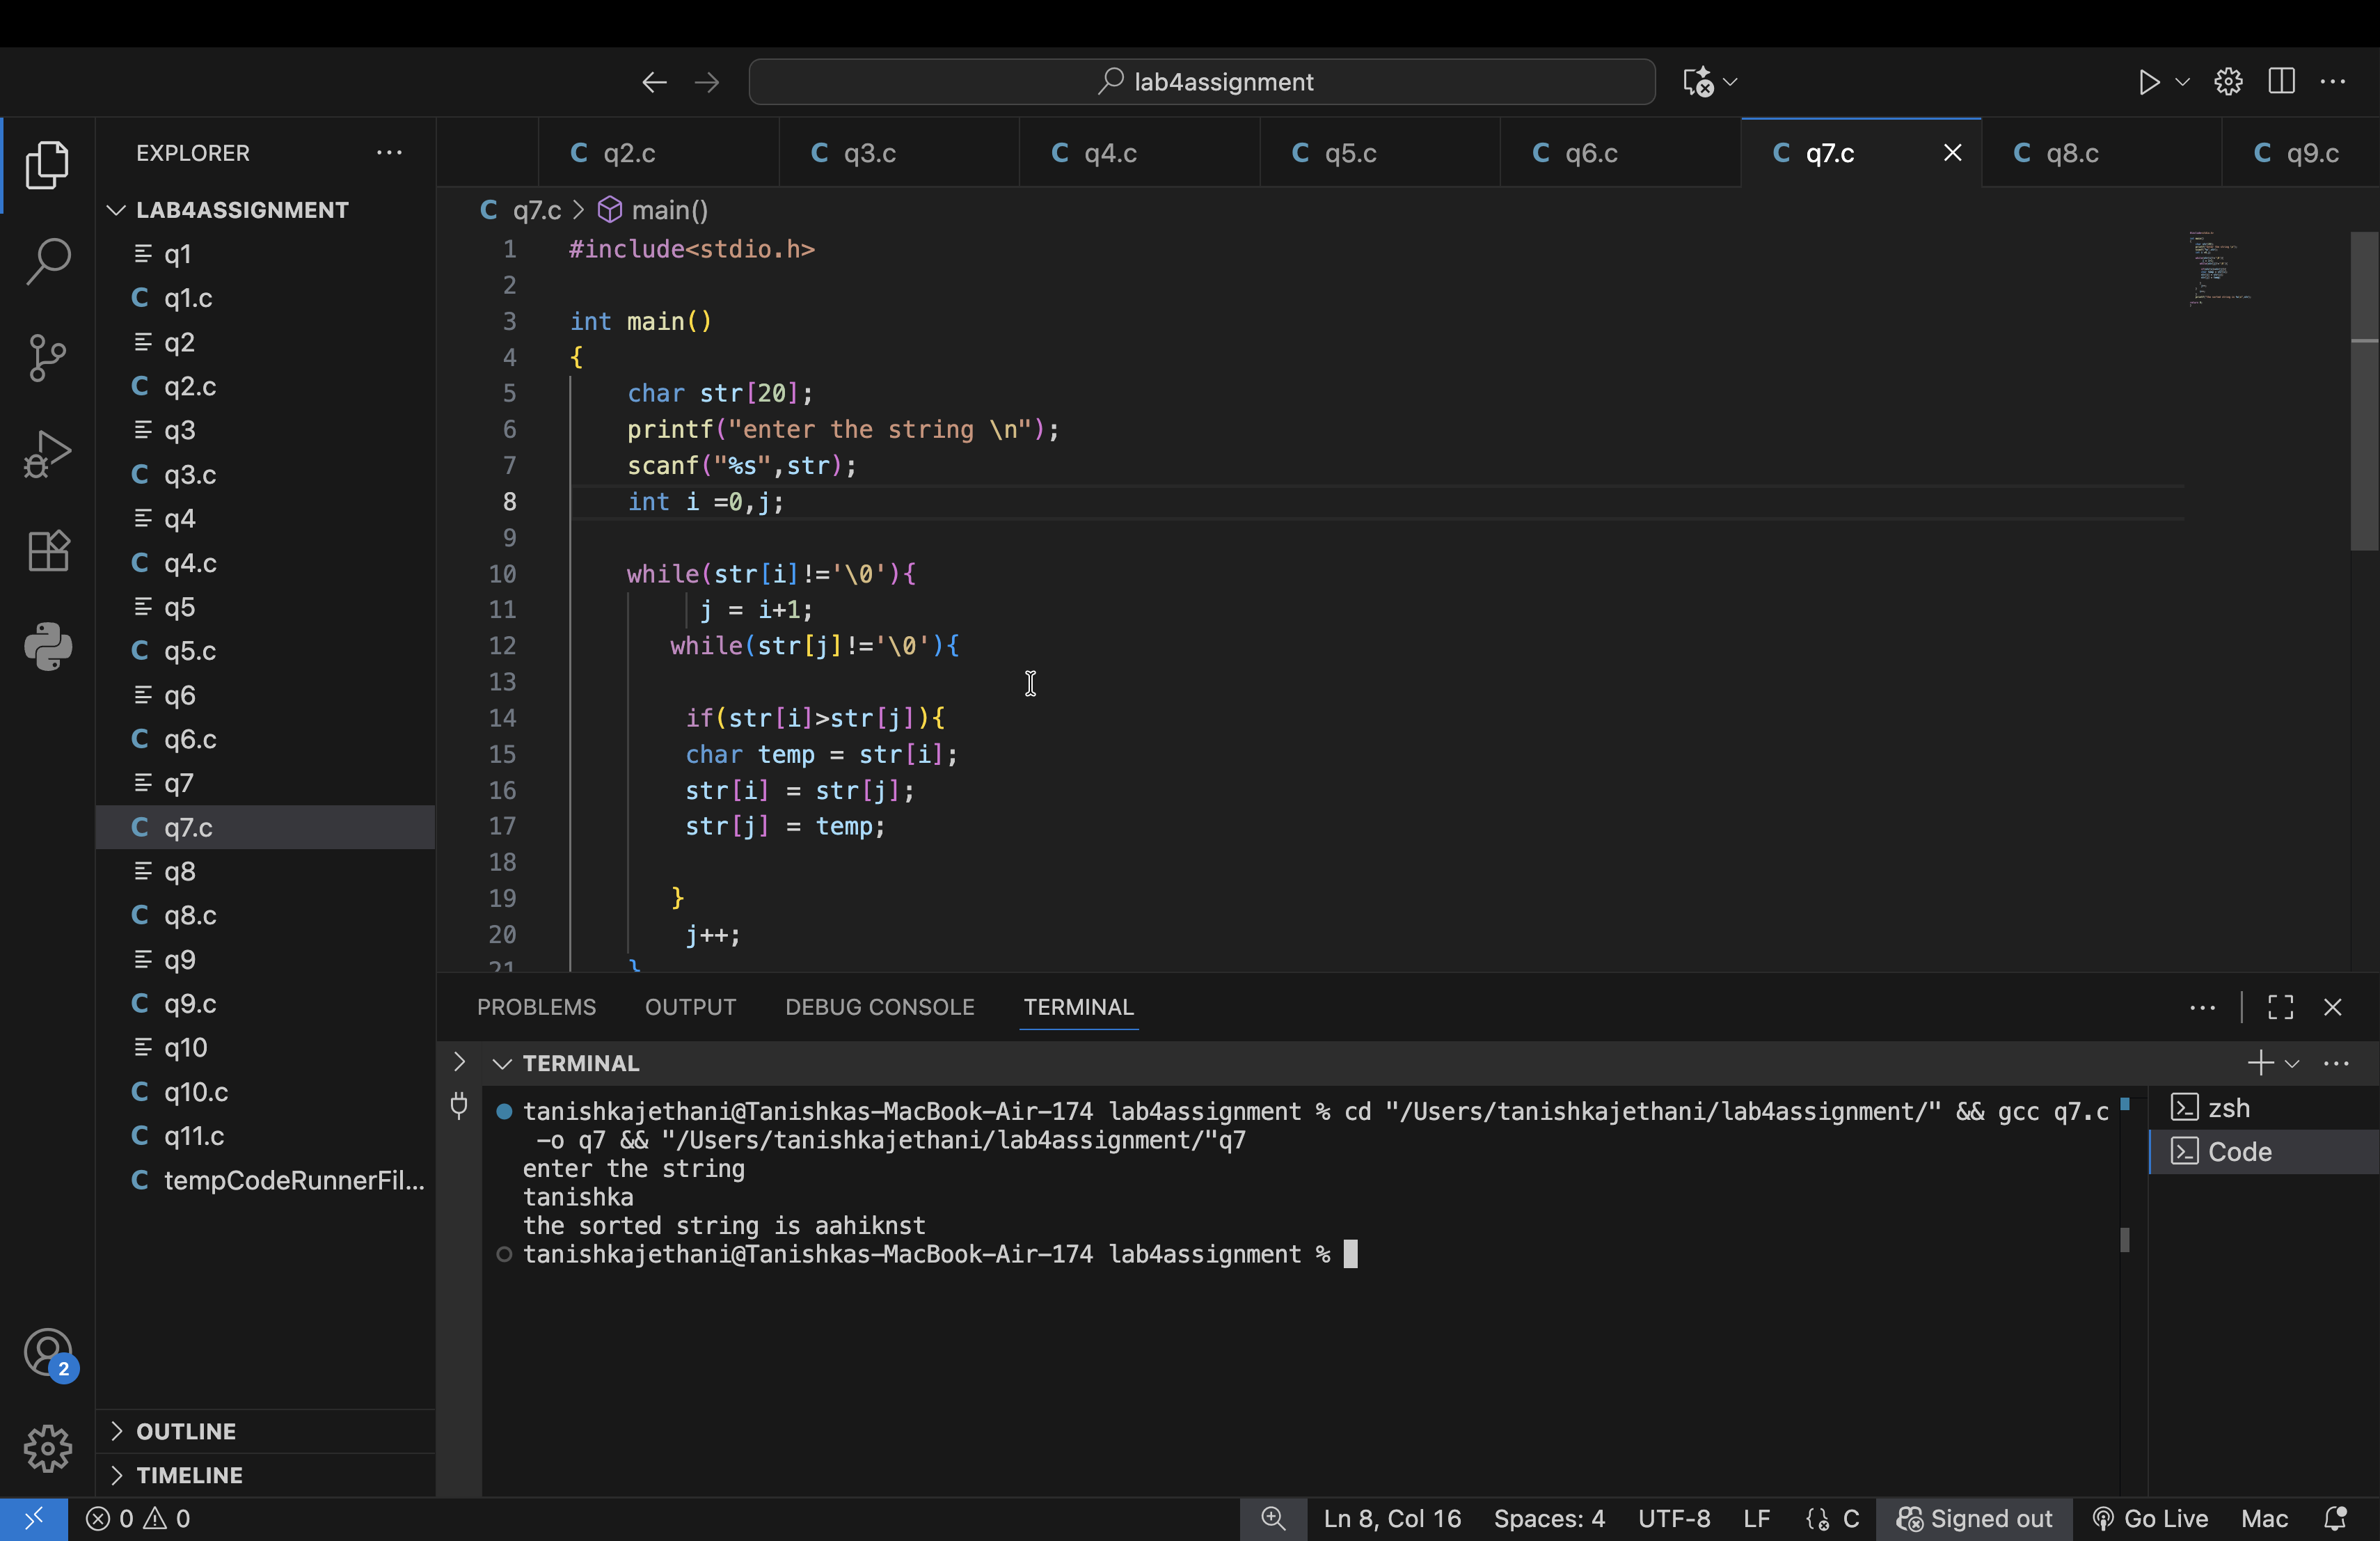 lab4assignment
EXPLORER
q2.c
q3.c
q4.c
q5.c
q6.c
q7.c
q8.c
q9.c
LAB4ASSIGNMENT
q1
q1.c
q2
q2.c
q3
q3.c
q4
q4.c
q5
q5.c
q6
q6.c
q7
q7.c
q8
q8.c
q9
q9.c
q10
q10.c
q11.c
tempCodeRunnerFil...
OUTLINE
TIMELINE
q7.c > main()
1 #include<stdio.h>
2
3 int main()
4 {
5 char str[20];
6 printf("enter the string \n");
7 scanf("%s",str);
8 int i =0,j;
9
10 while(str[i]!='\0'){
11 j = i+1;
12 while(str[j]!='\0'){
13
14 if(str[i]>str[j]){
15 char temp = str[i];
16 str[i] = str[j];
17 str[j] = temp;
18
19 }
20 j++;
21 }
PROBLEMS OUTPUT DEBUG CONSOLE TERMINAL
TERMINAL
tanishkajethani@Tanishkas-MacBook-Air-174 lab4assignment % cd "/Users/tanishkajethani/lab4assignment/" && gcc q7.c
-o q7 && "/Users/tanishkajethani/lab4assignment/"q7
enter the string
tanishka
the sorted string is aahiknst
tanishkajethani@Tanishkas-MacBook-Air-174 lab4assignment %
zsh
Code
2
0 0
Ln 8, Col 16 Spaces: 4 UTF-8 LF C Signed out Go Live Mac